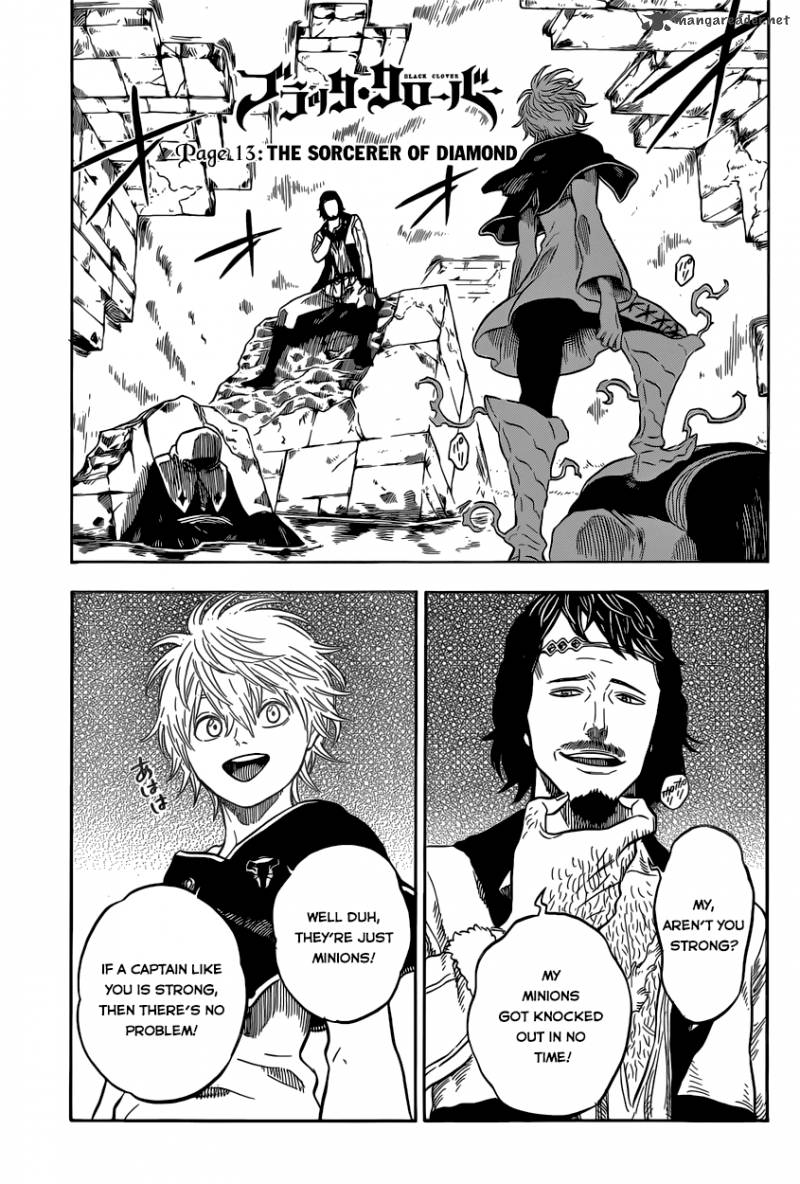 mangareader.net
BLACK CLOVER
ブラック・クローバー
Page 13: THE SORCERER OF DIAMOND
MY,
AREN'T YOU
STRONG?
MY
MINIONS
GOT KNOCKED
OUT IN NO
TIME!
あはは
WELL DUH,
THEY'RE JUST
MINIONS!
IF A CAPTAIN LIKE
YOU IS STRONG,
THEN THERE'S NO
PROBLEM!